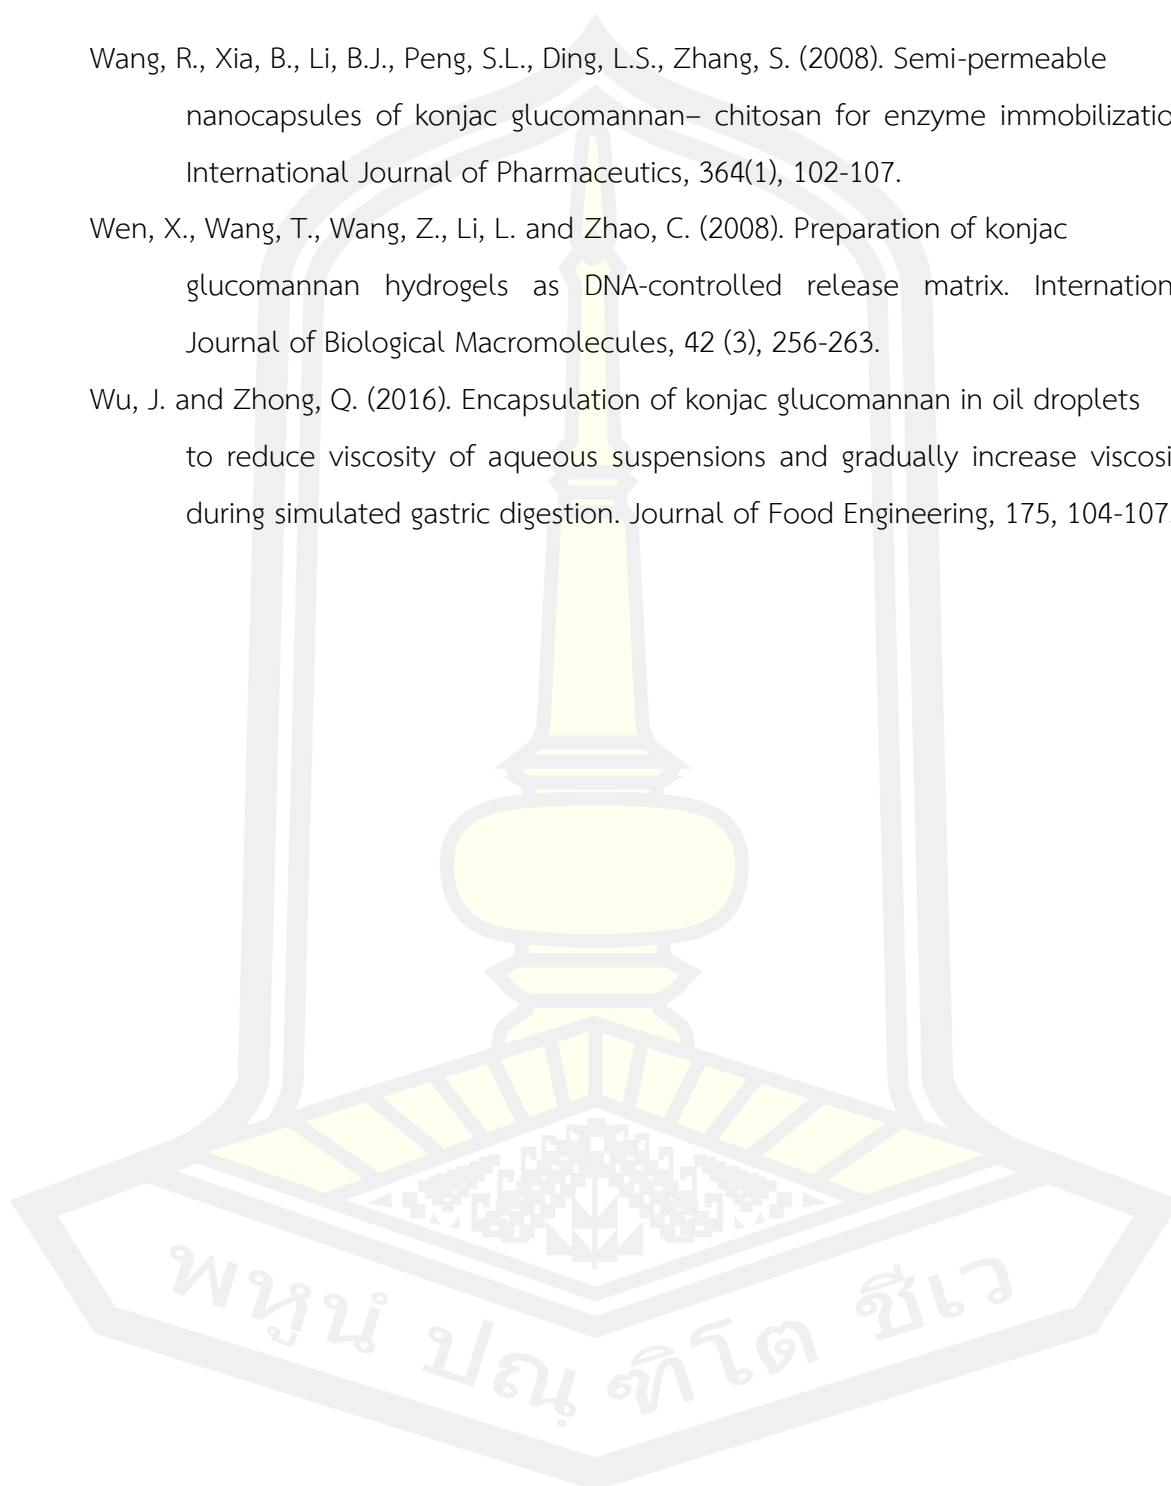 Wang, R., Xia, B., Li, B.J., Peng, S.L., Ding, L.S., Zhang, S. (2008). Semi-permeable
nanocapsules of konjac glucomannan– chitosan for enzyme immobilizatio
International Journal of Pharmaceutics, 364(1), 102-107.
Wen, X., Wang, T., Wang, Z., Li, L. and Zhao, C. (2008). Preparation of konjac
glucomannan hydrogels as DNA-controlled release matrix. Internation
Journal of Biological Macromolecules, 42 (3), 256-263.
Wu, J. and Zhong, Q. (2016). Encapsulation of konjac glucomannan in oil droplets
to reduce viscosity of aqueous suspensions and gradually increase viscosi
during simulated gastric digestion. Journal of Food Engineering, 175, 104-107.
พหูนํ ปณฺฑิโต ชีเว